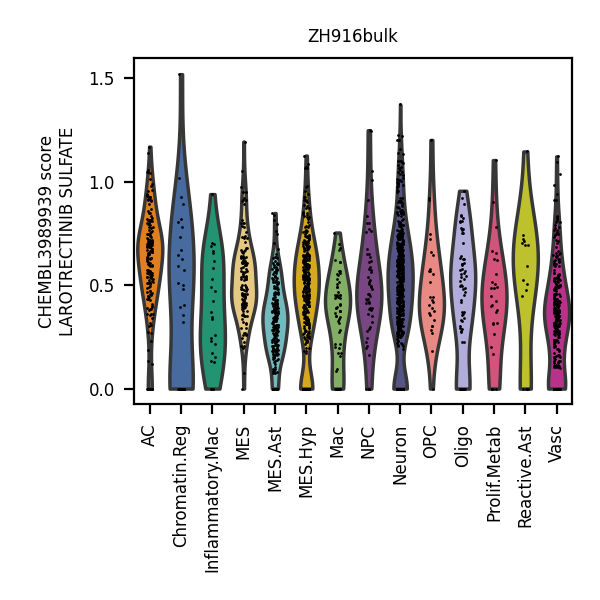 ZH916bulk
CHEMBL3989939 score
LAROTRECTINIB SULFATE
1.5
1.0
0.5
0.0
AC
Chromatin.Reg
Inflammatory.Mac
MES
MES.Ast
MES.Hyp
Mac
NPC
Neuron
OPC
Oligo
Prolif.Metab
Reactive.Ast
Vasc